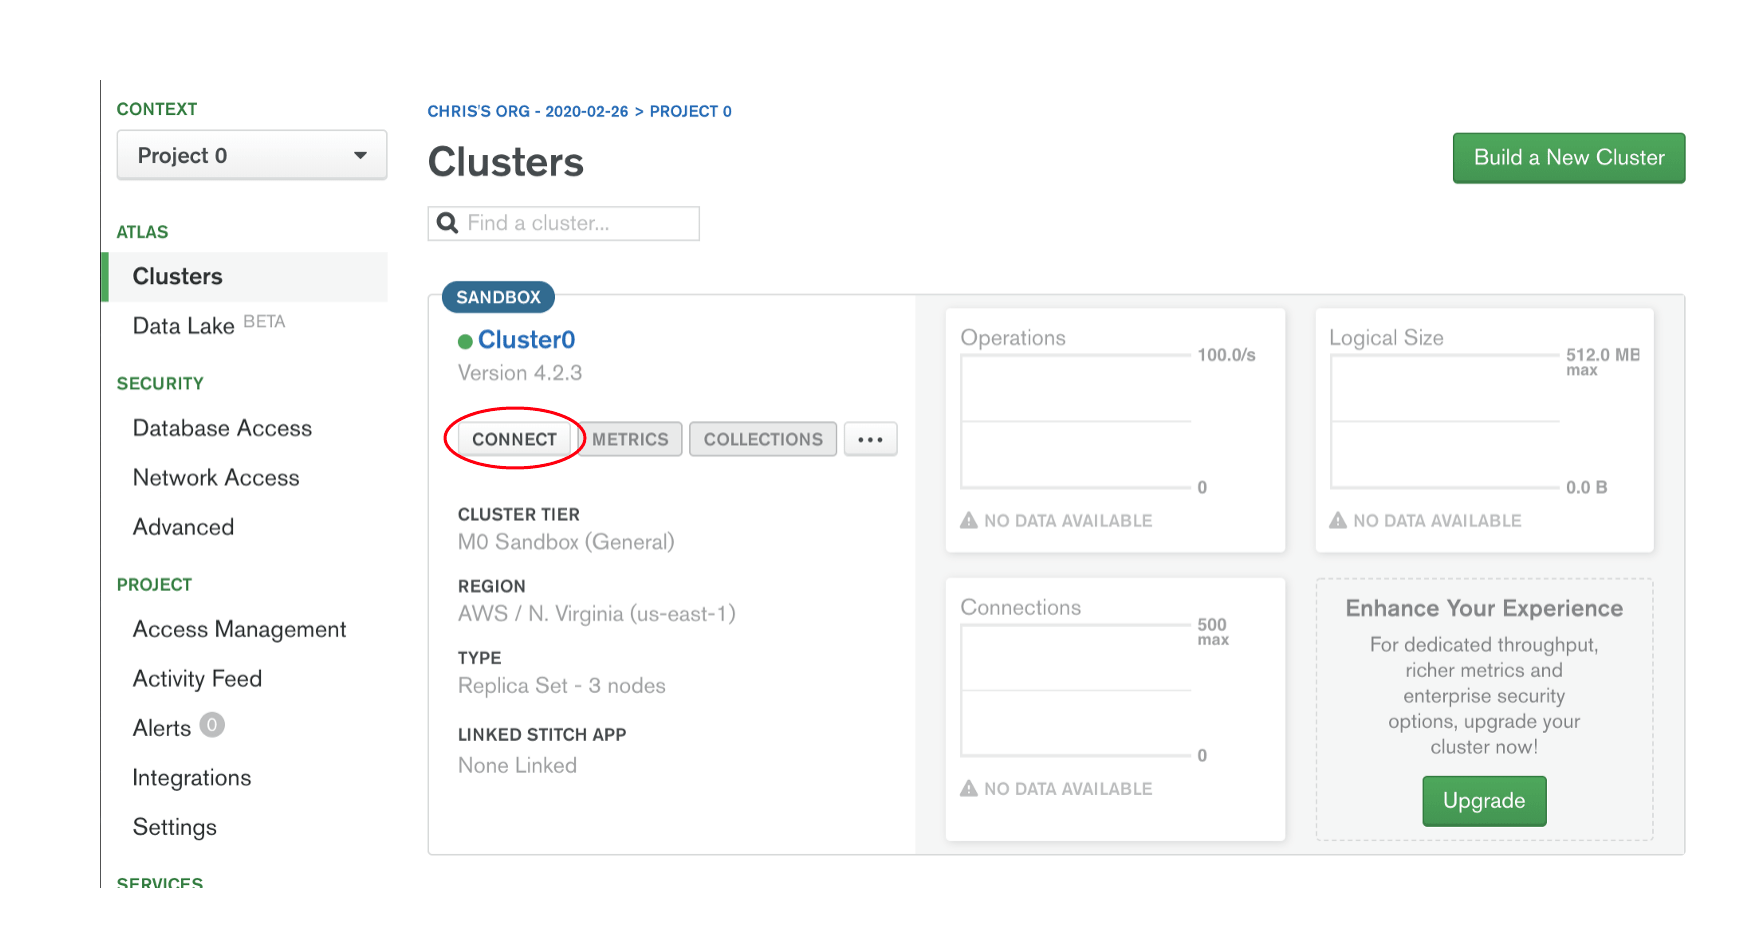 CONTEXT
Project 0
ATLAS
Clusters
Data Lake BETA
SECURITY
Database Access
Network Access
Advanced
PROJECT
Access Management
Activity Feed
Alerts 0
Integrations
Settings
SERVICES
CHRIS'S ORG - 2020-02-26 > PROJECT 0
Clusters
Build a New Cluster
Find a cluster...
SANDBOX
Cluster0
Version 4.2.3
CONNECT METRICS COLLECTIONS ...
CLUSTER TIER
M0 Sandbox (General)
REGION
AWS / N. Virginia (us-east-1)
TYPE
Replica Set - 3 nodes
LINKED STITCH APP
None Linked
Operations
100.0/s
0
NO DATA AVAILABLE
Logical Size
512.0 MB
max
0.0 B
NO DATA AVAILABLE
Connections
500
max
0
NO DATA AVAILABLE
Enhance Your Experience
For dedicated throughput,
richer metrics and
enterprise security
options, upgrade your
cluster now!
Upgrade